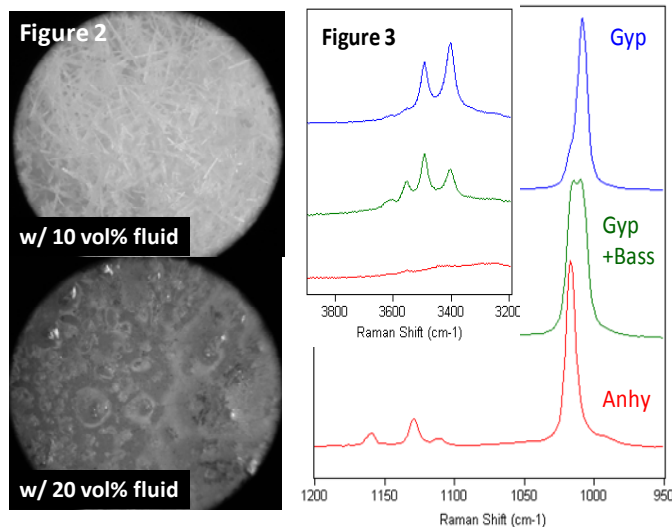 Figure 2
w/ 10 vol% fluid
w/ 20 vol% fluid
Figure 3
3800 3600 3400 3200
Raman Shift (cm-1)
Gyp
Gyp
+Bass
Anhy
1200 1150 1100 1050 1000 950
Raman Shift (cm-1)